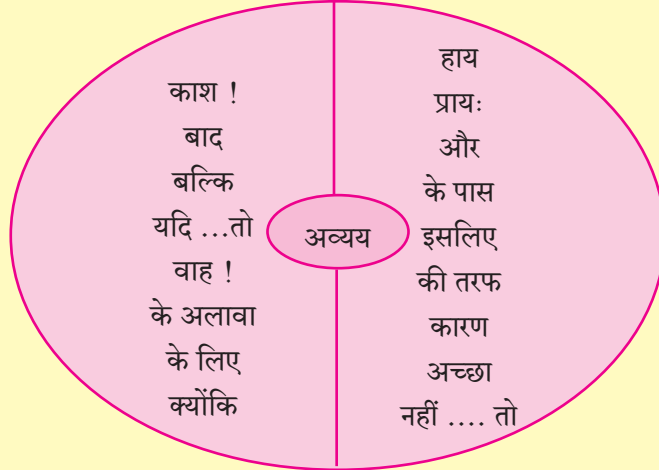 काश !
बाद
बल्कि
यदि ...तो
वाह !
के अलावा
के लिए
क्योंकि
अव्यय
हाय
प्रायः
और
के पास
इसलिए
की तरफ
कारण
अच्छा
नहीं .... तो